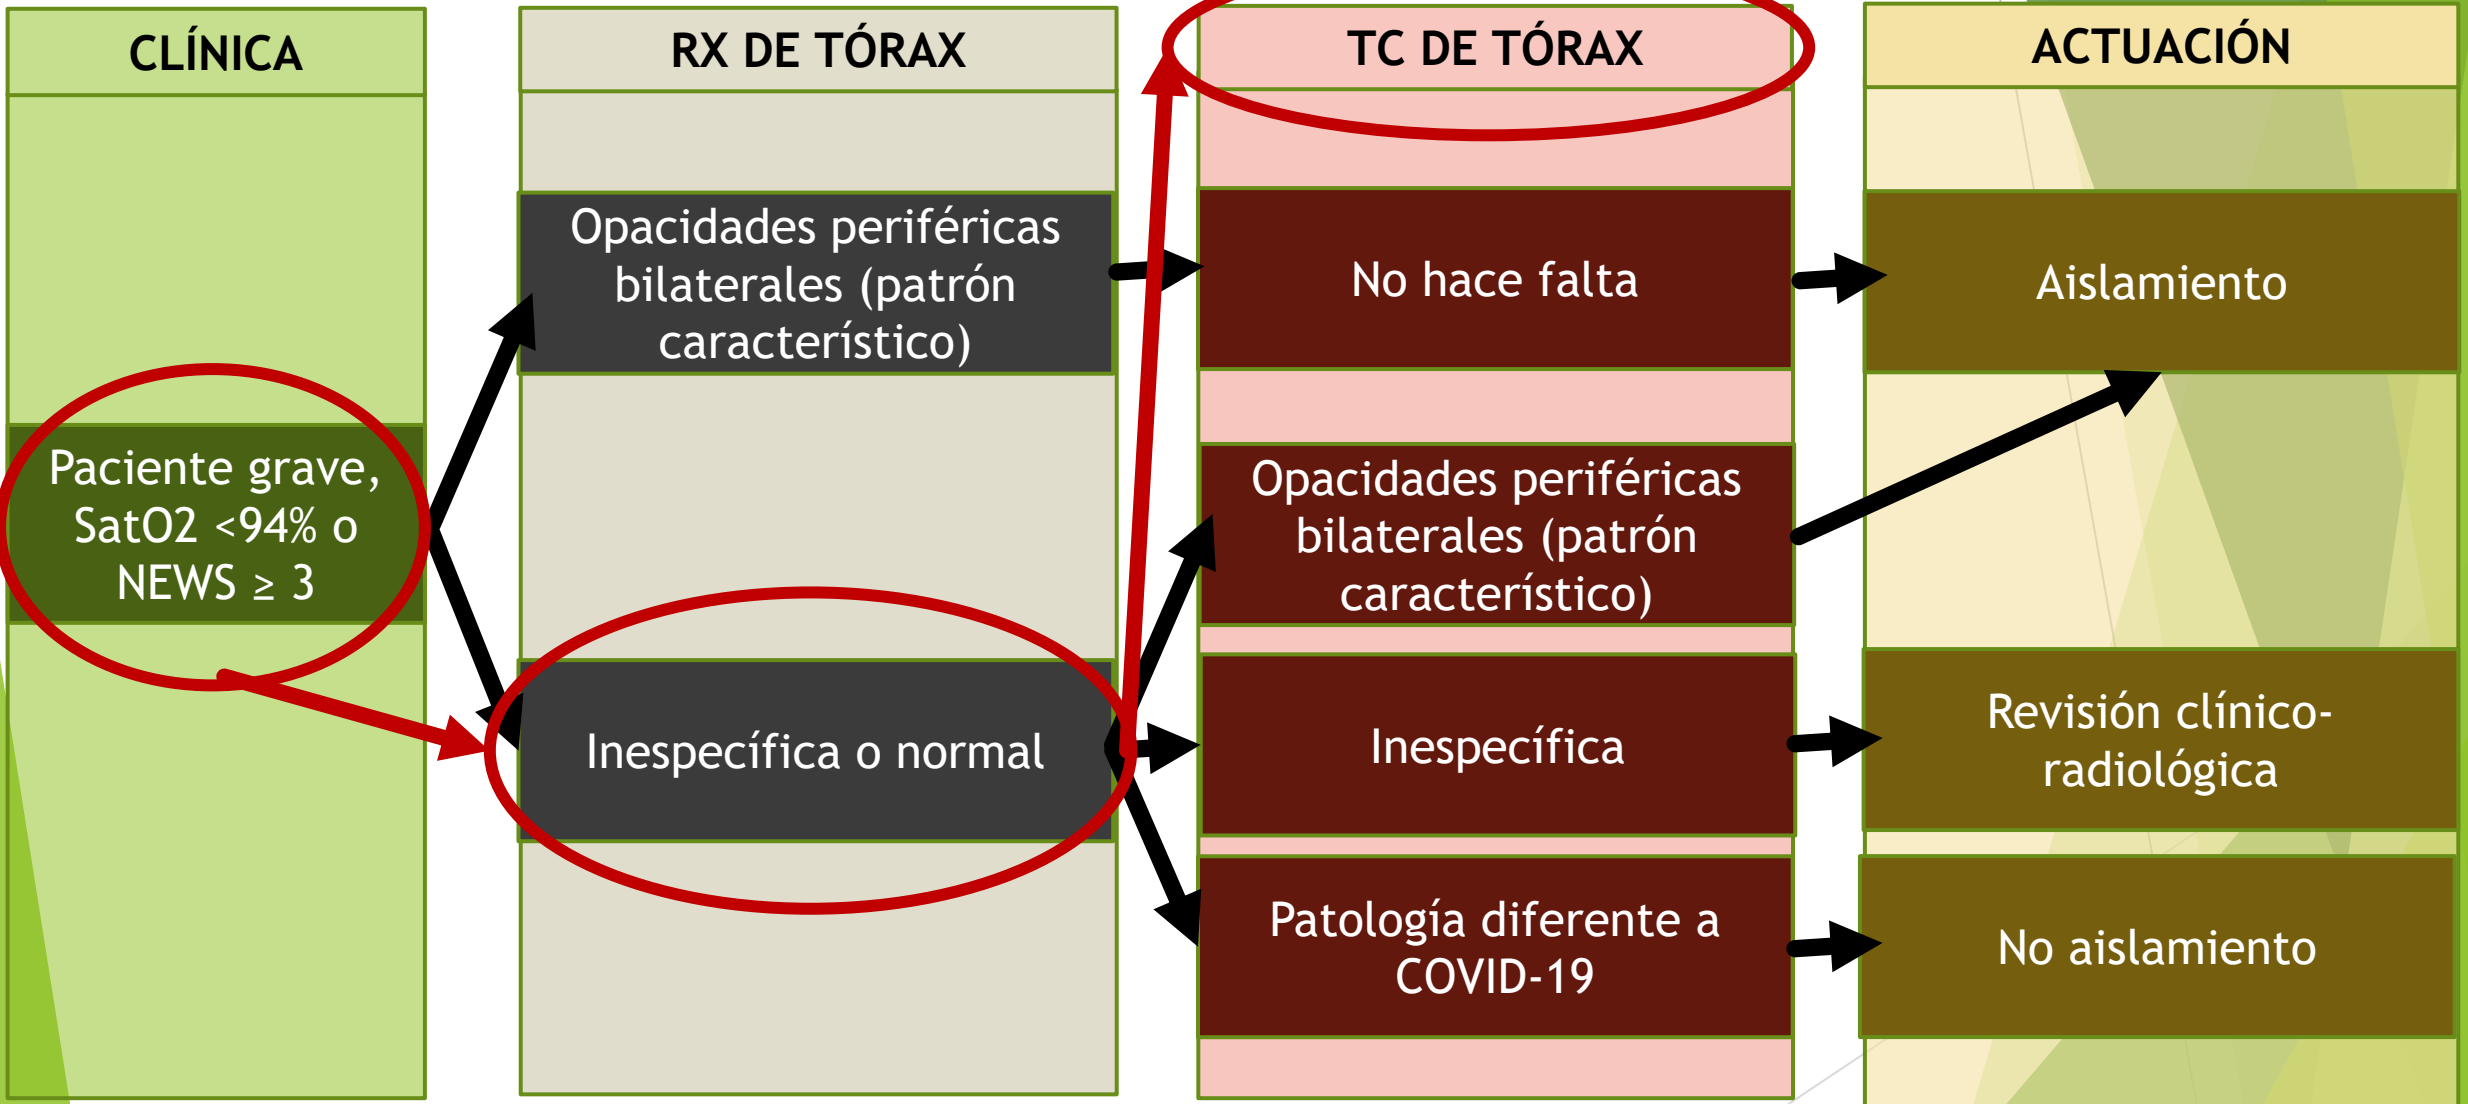 CLÍNICA
RX DE TÓRAX
TC DE TÓRAX
ACTUACIÓN
Paciente grave,
SatO2 <94% o
NEWS ≥ 3
Opacidades periféricas
bilaterales (patrón
característico)
Inespecífica o normal
No hace falta
Opacidades periféricas
bilaterales (patrón
característico)
Inespecífica
Patología diferente a
COVID-19
Aislamiento
Revisión clínico-
radiológica
No aislamiento